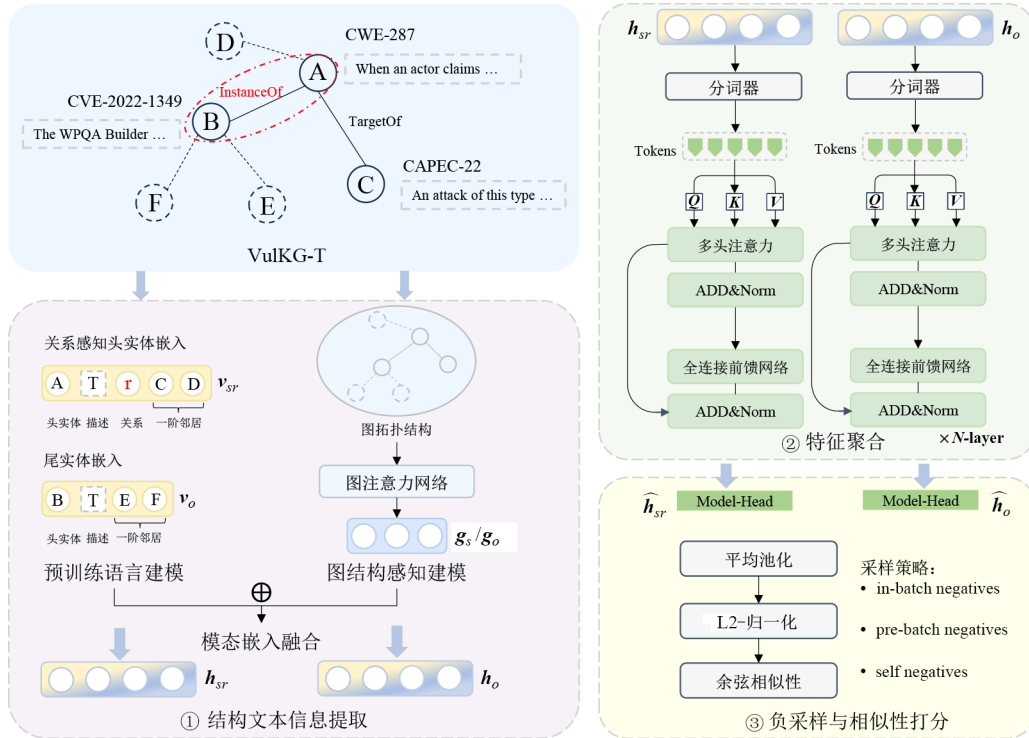 D
CWE-287
A
When an actor claims …
InstanceOf
CVE-2022-1349
B
The WPQA Builder …
TargetOf
CAPEC-22
C
An attack of this type …
F
E
VulKG-T
关系感知头实体嵌入
A T r C D v_sr
头实体 描述 关系 一阶邻居
尾实体嵌入
B T E F v_o
头实体 描述 一阶邻居
预训练语言建模
图拓扑结构
图注意力网络
g_s/g_o
图结构感知建模
⊕
模态嵌入融合
h_sr
h_o
① 结构文本信息提取
h_sr
h_o
分词器
分词器
Tokens
Tokens
Q K V
Q K V
多头注意力
多头注意力
ADD&Norm
ADD&Norm
全连接前馈网络
全连接前馈网络
ADD&Norm
ADD&Norm
② 特征聚合
×N-layer
ĥ_sr
Model-Head
Model-Head
ĥ_o
平均池化
L2-归一化
余弦相似性
采样策略：
• in-batch negatives
• pre-batch negatives
• self negatives
③ 负采样与相似性打分